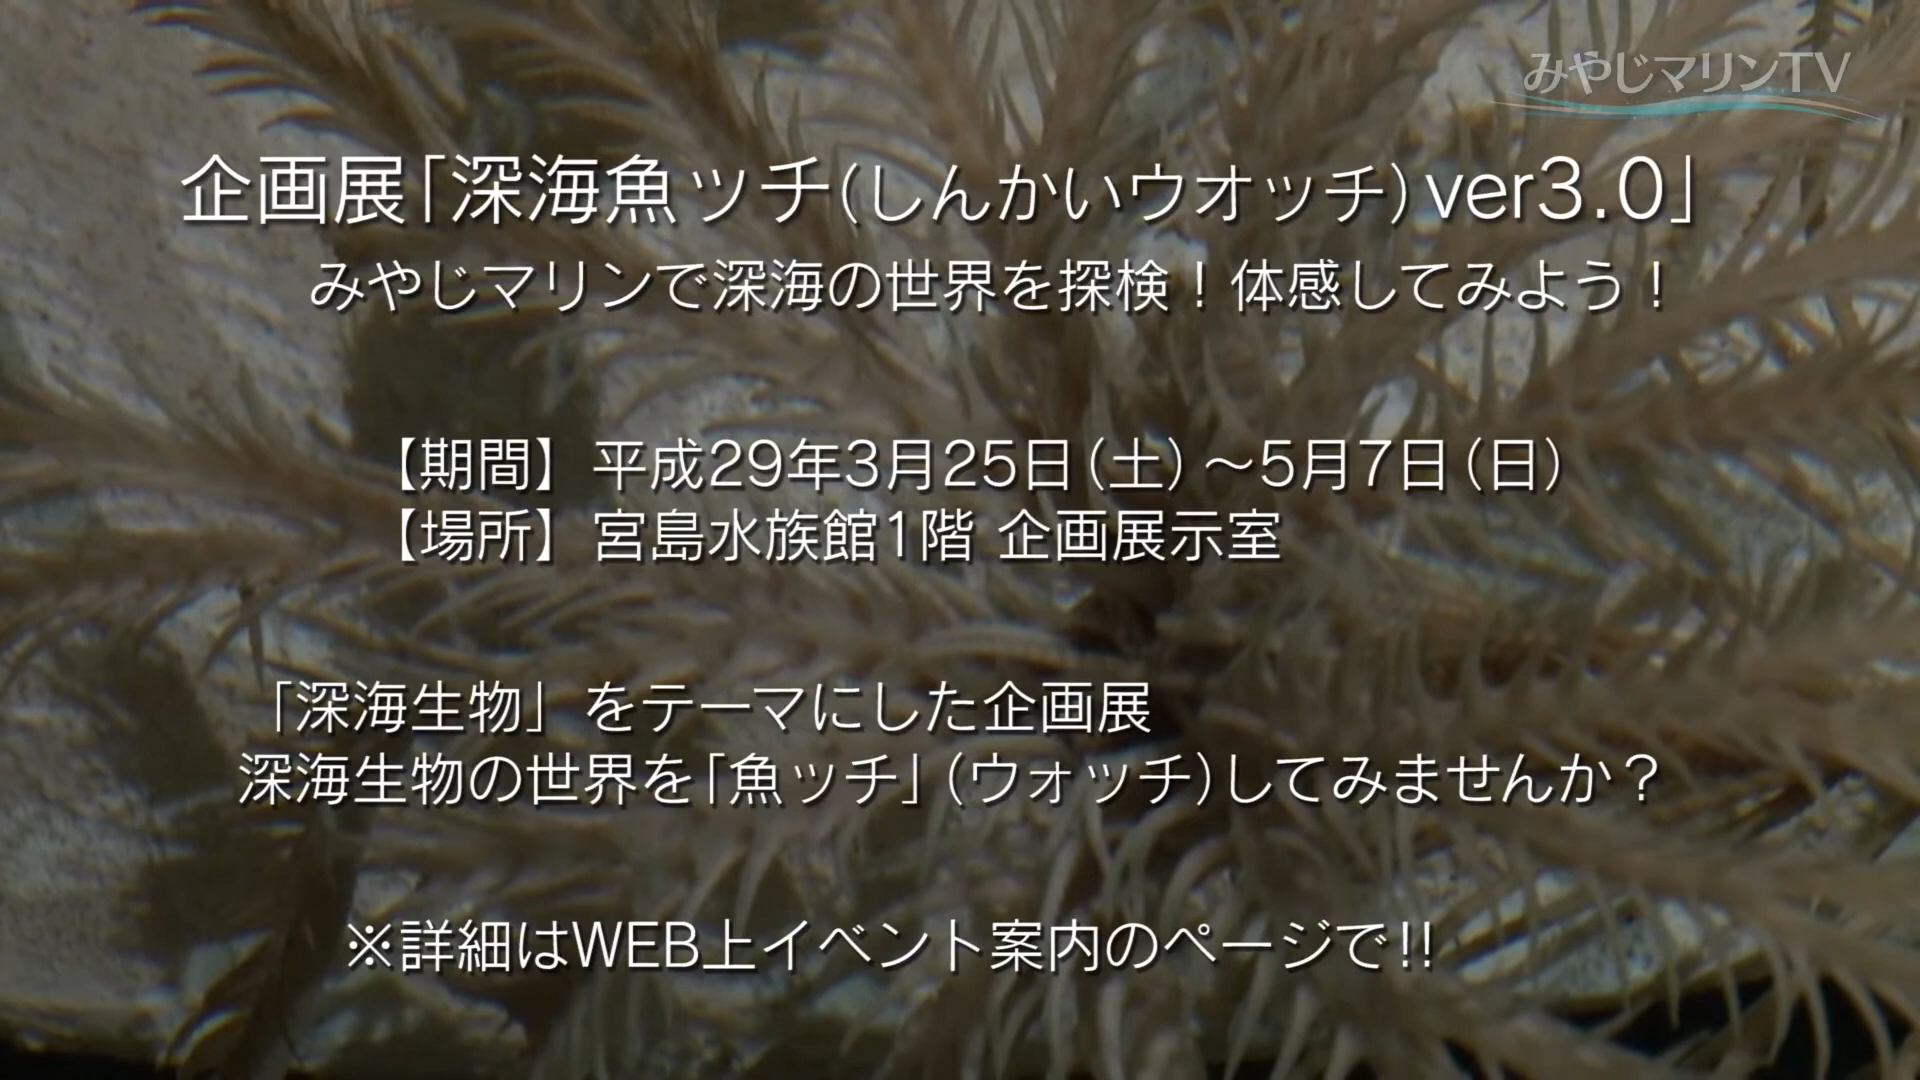 みやじマリンTV
企画展「深海魚ッチ(しんかいウオッチ)ver3.0」
みやじマリンで深海の世界を探検！体感してみよう！
【期間】平成29年3月25日（土）～5月7日（日）
【場所】宮島水族館1階 企画展示室
「深海生物」をテーマにした企画展
深海生物の世界を「魚ッチ」（ウォッチ）してみませんか？
※詳細はWEB上イベント案内のページで!!